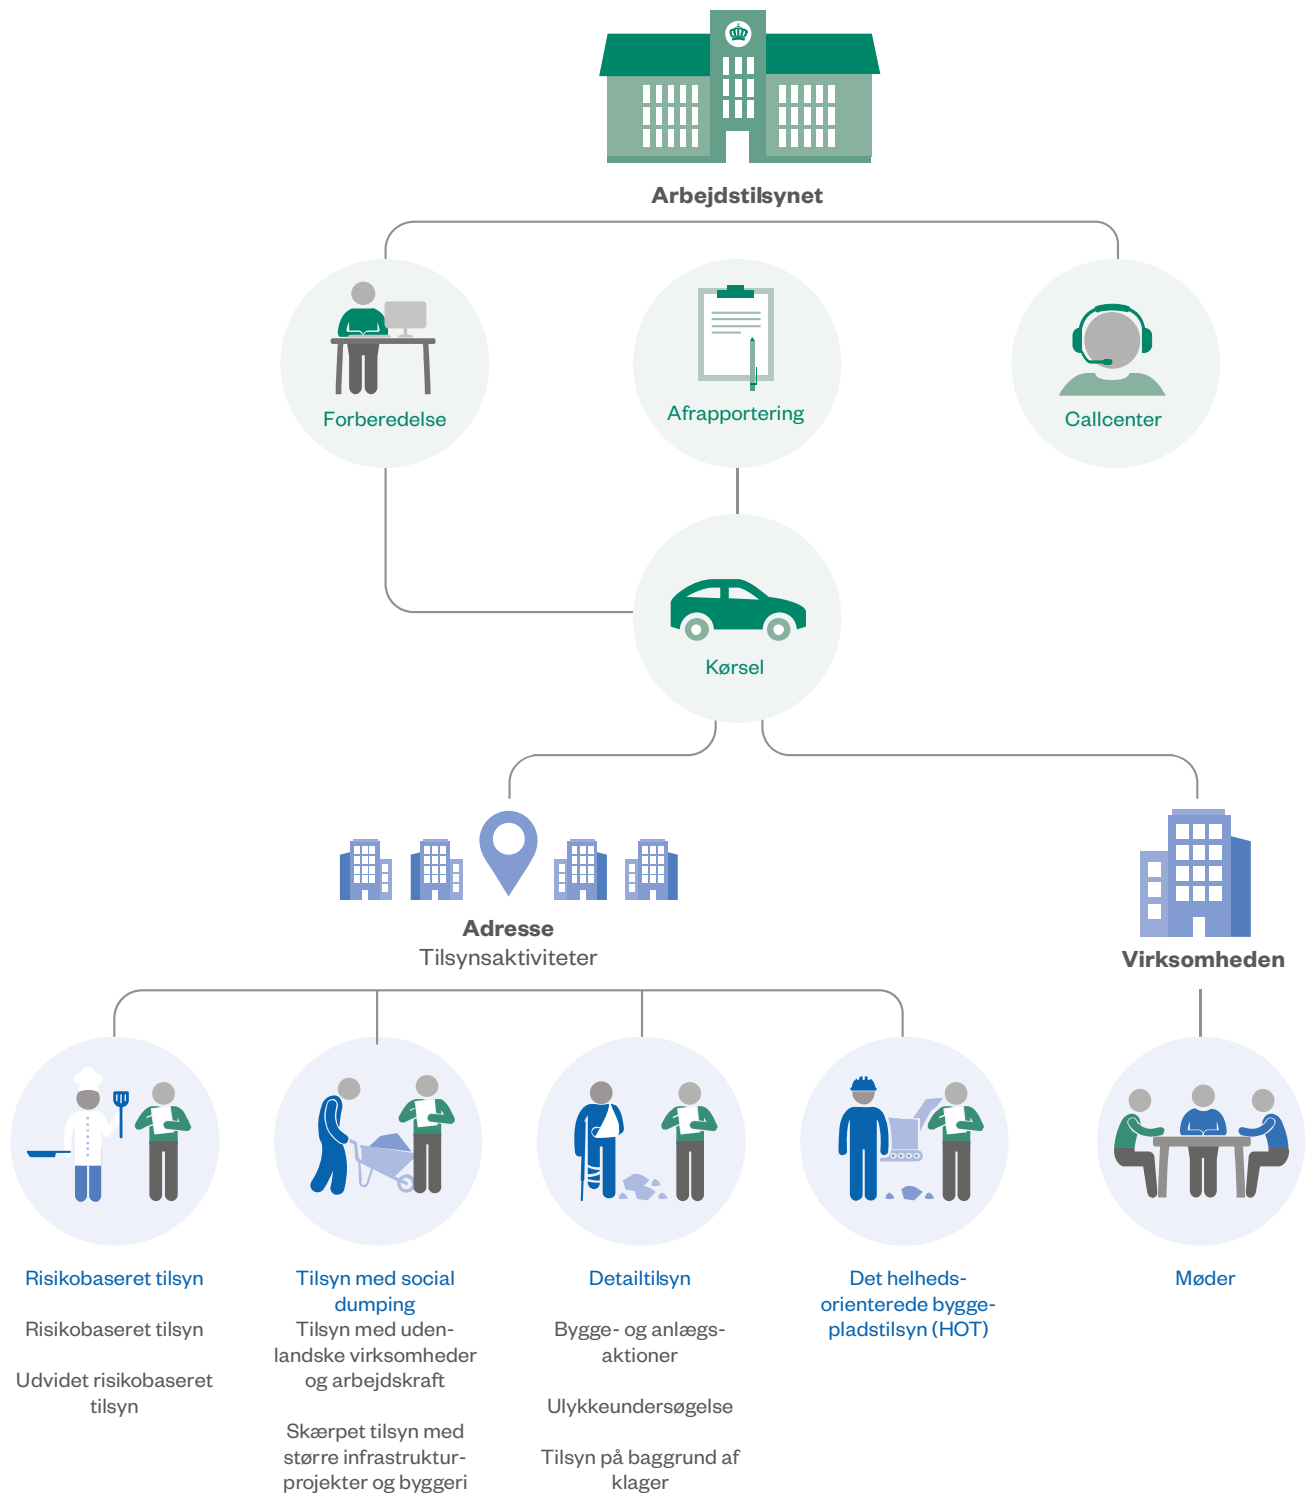 Arbejdstilsynet
Forberedelse
Afrapportering
Callcenter
Kørsel
Adresse
Tilsynsaktiviteter
Virksomheden
Risikobaseret tilsyn
Risikobaseret tilsyn
Udvidet risikobaseret
tilsyn
Tilsyn med social
dumping
Tilsyn med uden-
landske virksomheder
og arbejdskraft
Skærpet tilsyn med
større infrastruktur-
projekter og byggeri
Detailtilsyn
Bygge- og anlægs-
aktioner
Ulykkeundersøgelse
Tilsyn på baggrund af
klager
Det helheds-
orienterede bygge-
pladstilsyn (HOT)
Møder